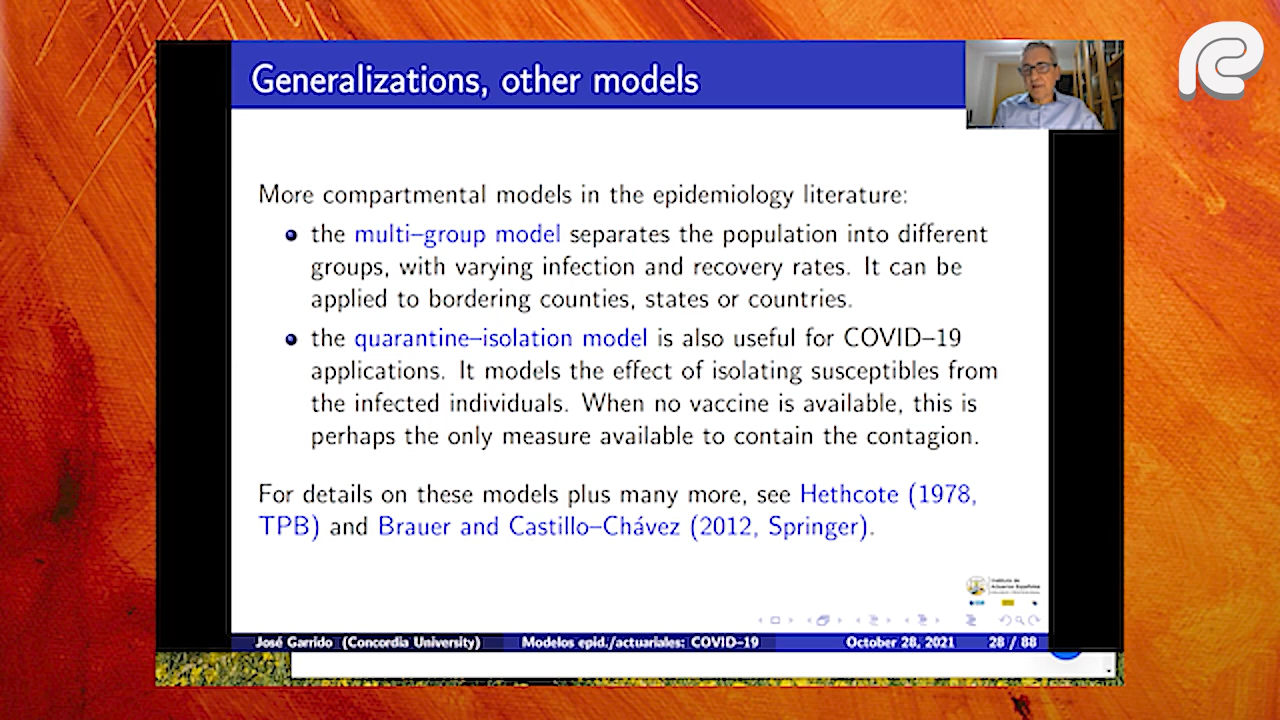 Generalizations, other models
More compartmental models in the epidemiology literature:
the multi–group model separates the population into different
groups, with varying infection and recovery rates. It can be
applied to bordering counties, states or countries.
the quarantine–isolation model is also useful for COVID–19
applications. It models the effect of isolating susceptibles from
the infected individuals. When no vaccine is available, this is
perhaps the only measure available to contain the contagion.
For details on these models plus many more, see Hethcote (1978,
TPB) and Brauer and Castillo–Chávez (2012, Springer).
Instituto de
Actuarios Españoles
José Garrido (Concordia University) Modelos epid./actuariales: COVID–19 October 28, 2021 28 / 88